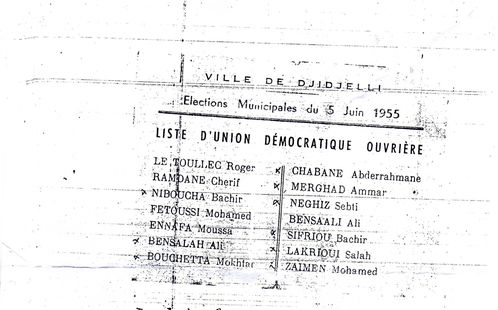 VILLE DE DJIDJELLI
Elections Municipales du 5 Juin 1955
LISTE D'UNION DÉMOCRATIQUE OUVRIÈRE
LE TOULLEC Roger
RAMDANE Cherif
NIBOUCHA Bachir
FETOUSSI Mohamed
ENNAFA Moussa
BENSALAH Ali
BOUCHETTA Mokhtar
CHABANE Abderrahmane
MERGHAD Ammar
NEGHIZ Sebti
BENSAALI Ali
SIFRIOU Bachir
LAKRIOUI Salah
ZAIMEN Mohamed